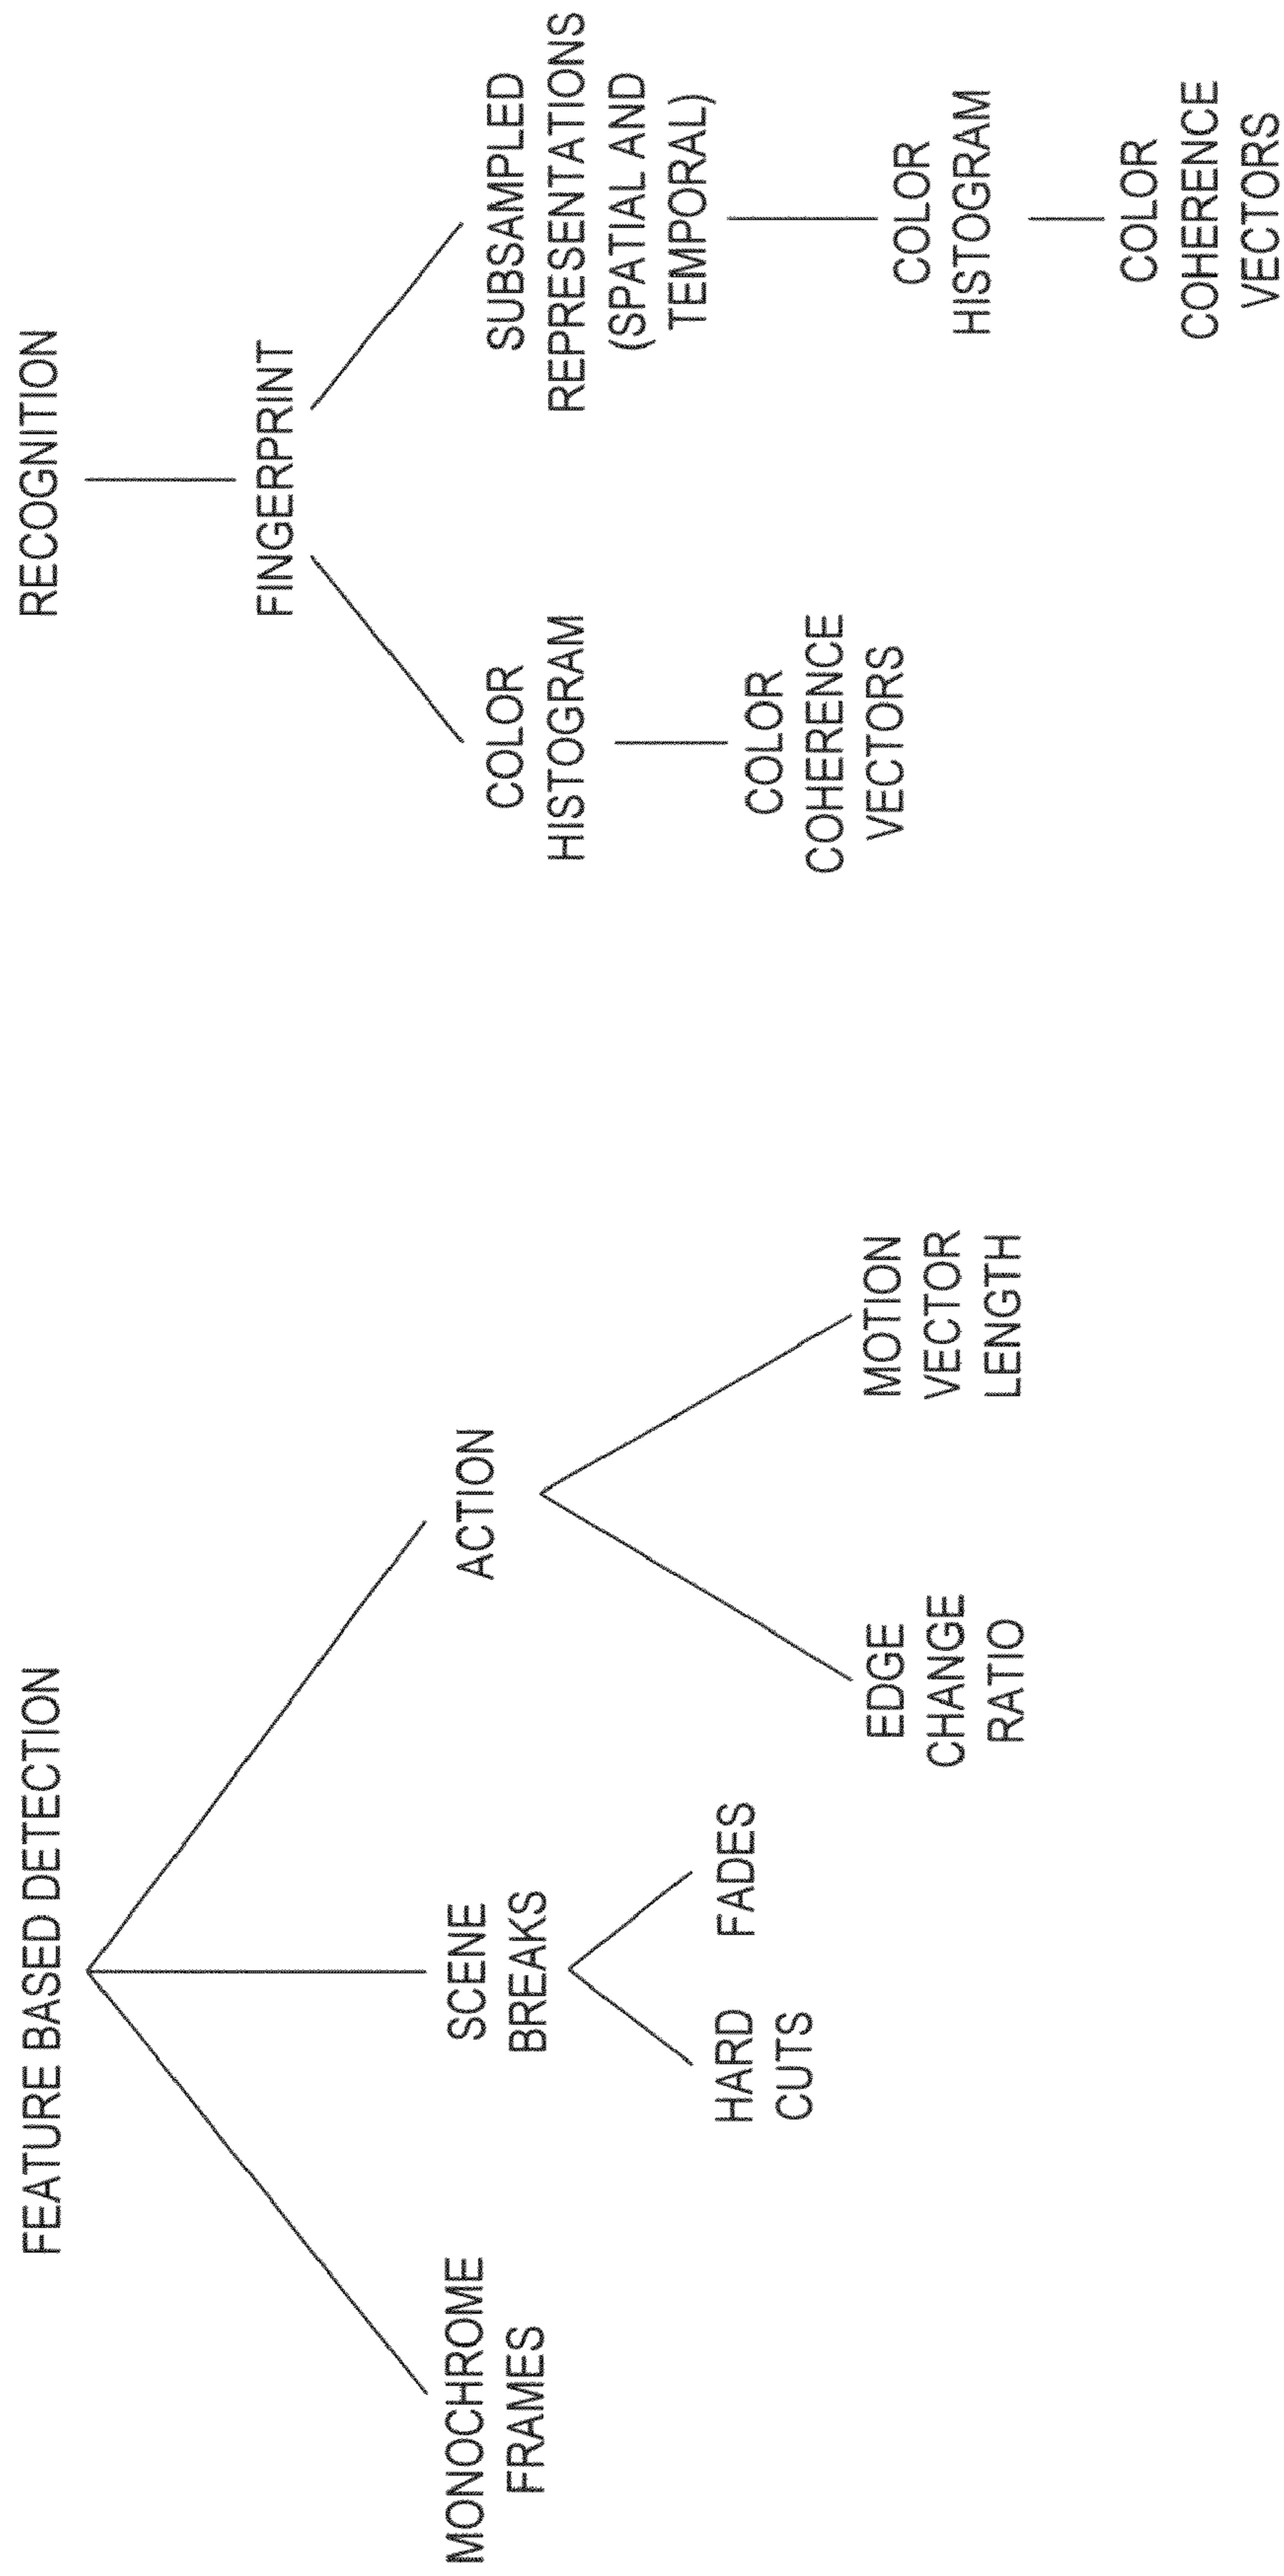 FEATURE BASED DETECTION
MONOCHROME
FRAMES
SCENE
BREAKS
HARD
CUTS
FADES
ACTION
EDGE
CHANGE
RATIO
MOTION
VECTOR
LENGTH
RECOGNITION
FINGERPRINT
COLOR
HISTOGRAM
COLOR
COHERENCE
VECTORS
SUBSAMPLED
REPRESENTATIONS
(SPATIAL AND
TEMPORAL)
COLOR
HISTOGRAM
COLOR
COHERENCE
VECTORS